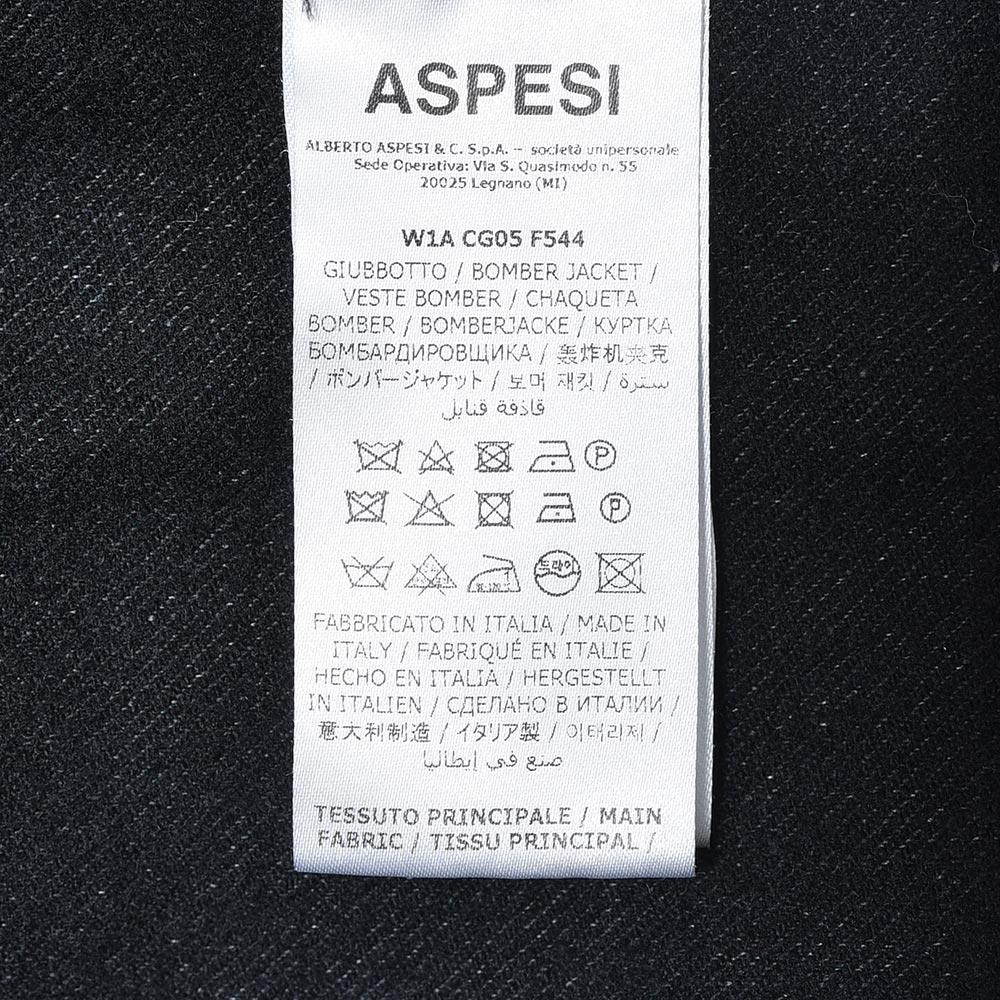 ASPESI
ALBERTO ASPESI & C. S.p.A. – società unipersonale
Sede Operativa: Via S. Quasimodo n. 55
20025 Legnano (MI)
W1A CG05 F544
GIUBBOTTO / BOMBER JACKET /
VESTE BOMBER / CHAQUETA
BOMBER / BOMBERJACKE / КУРТКА
БОМБАРДИРОВЩИКА / 轰炸机夹克
/ ボンバージャケット / 보머 재킷 / سترة
قاذفة قنابل
P
P
드라이
FABBRICATO IN ITALIA / MADE IN
ITALY / FABRIQUÉ EN ITALIE /
HECHO EN ITALIA / HERGESTELLT
IN ITALIEN / СДЕЛАНО В ИТАЛИИ /
意大利制造 / イタリア製 / 이태리제 /
صنع في إيطاليا
TESSUTO PRINCIPALE / MAIN
FABRIC / TISSU PRINCIPAL /